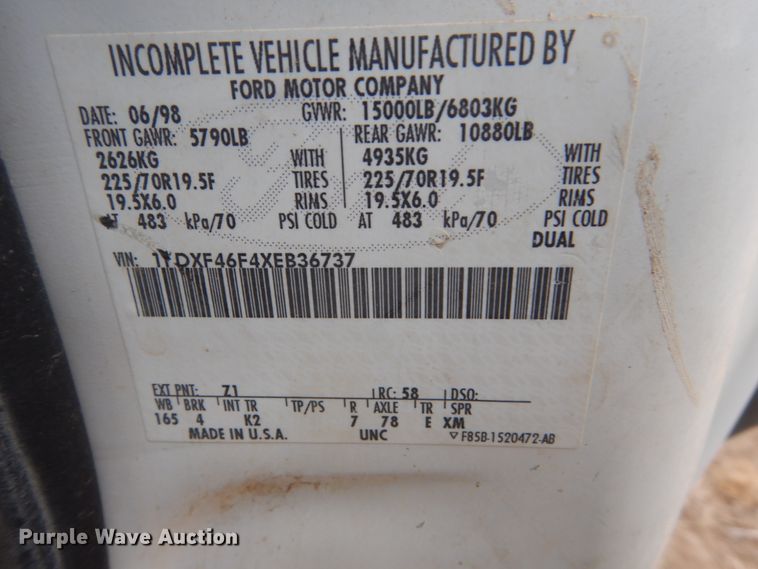 INCOMPLETE VEHICLE MANUFACTURED BY
FORD MOTOR COMPANY
DATE: 06/98 GVWR: 15000LB/6803KG
FRONT GAWR: 5790LB REAR GAWR: 10880LB
2626KG WITH 4935KG WITH
225/70R19.5F TIRES 225/70R19.5F TIRES
19.5X6.0 RIMS 19.5X6.0 RIMS
AT 483 kPa/70 PSI COLD AT 483 kPa/70 PSI COLD
DUAL
VIN: 1FDXF46F4XEB36737
EXT PNT: Z1 RC: 58 DSO:
WB BRK INT TR TP/PS R AXLE TR SPR
165 4 K2 7 78 E XM
MADE IN U.S.A. UNC ▽ F85B-1520472-AB
Purple Wave Auction